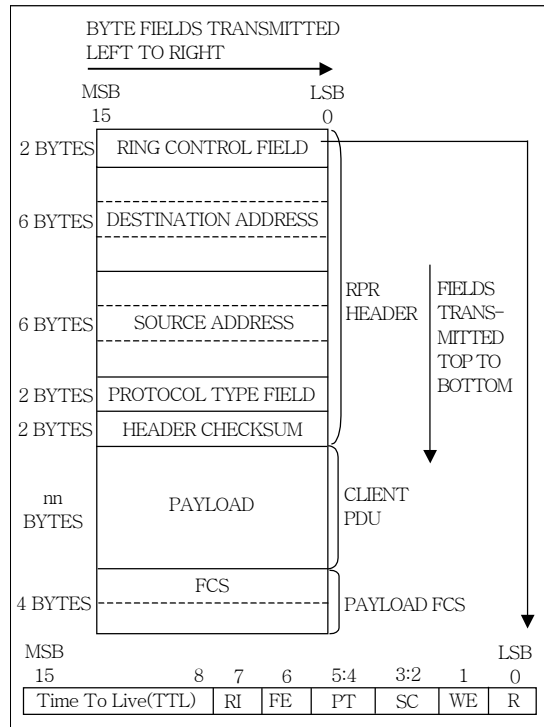 BYTE FIELDS TRANSMITTED
LEFT TO RIGHT
MSB LSB
15 0
2 BYTES RING CONTROL FIELD
6 BYTES DESTINATION ADDRESS
6 BYTES SOURCE ADDRESS
RPR
HEADER
FIELDS
TRANS-
MITTED
TOP TO
BOTTOM
2 BYTES PROTOCOL TYPE FIELD
2 BYTES HEADER CHECKSUM
nn
BYTES
PAYLOAD
CLIENT
PDU
FCS
4 BYTES
PAYLOAD FCS
MSB LSB
15 8 7 6 5:4 3:2 1 0
Time To Live(TTL) RI FE PT SC WE R